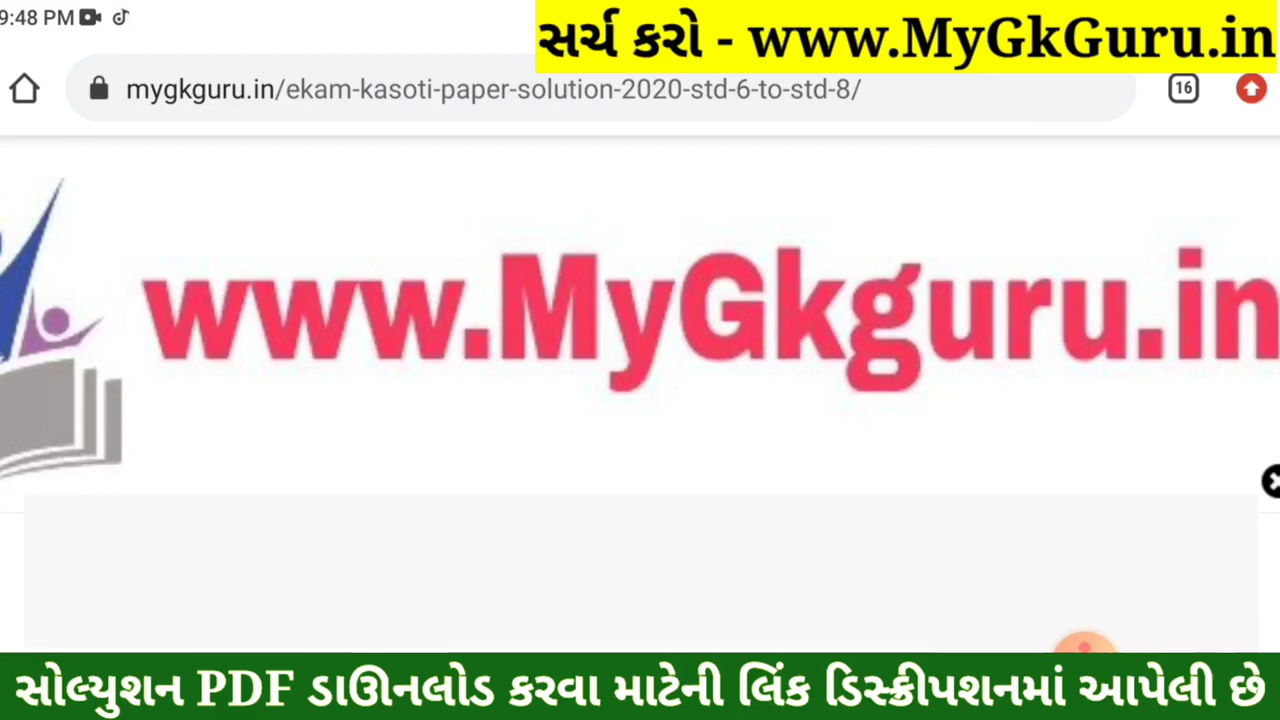 9:48 PM
સર્ચ કરો - www.MyGkGuru.in
mygkguru.in/ekam-kasoti-paper-solution-2020-std-6-to-std-8/
16
www.MyGkguru.in
સોલ્યુશન PDF ડાઊનલોડ કરવા માટેની લિંક ડિસ્ક્રીપશનમાં આપેલી છે